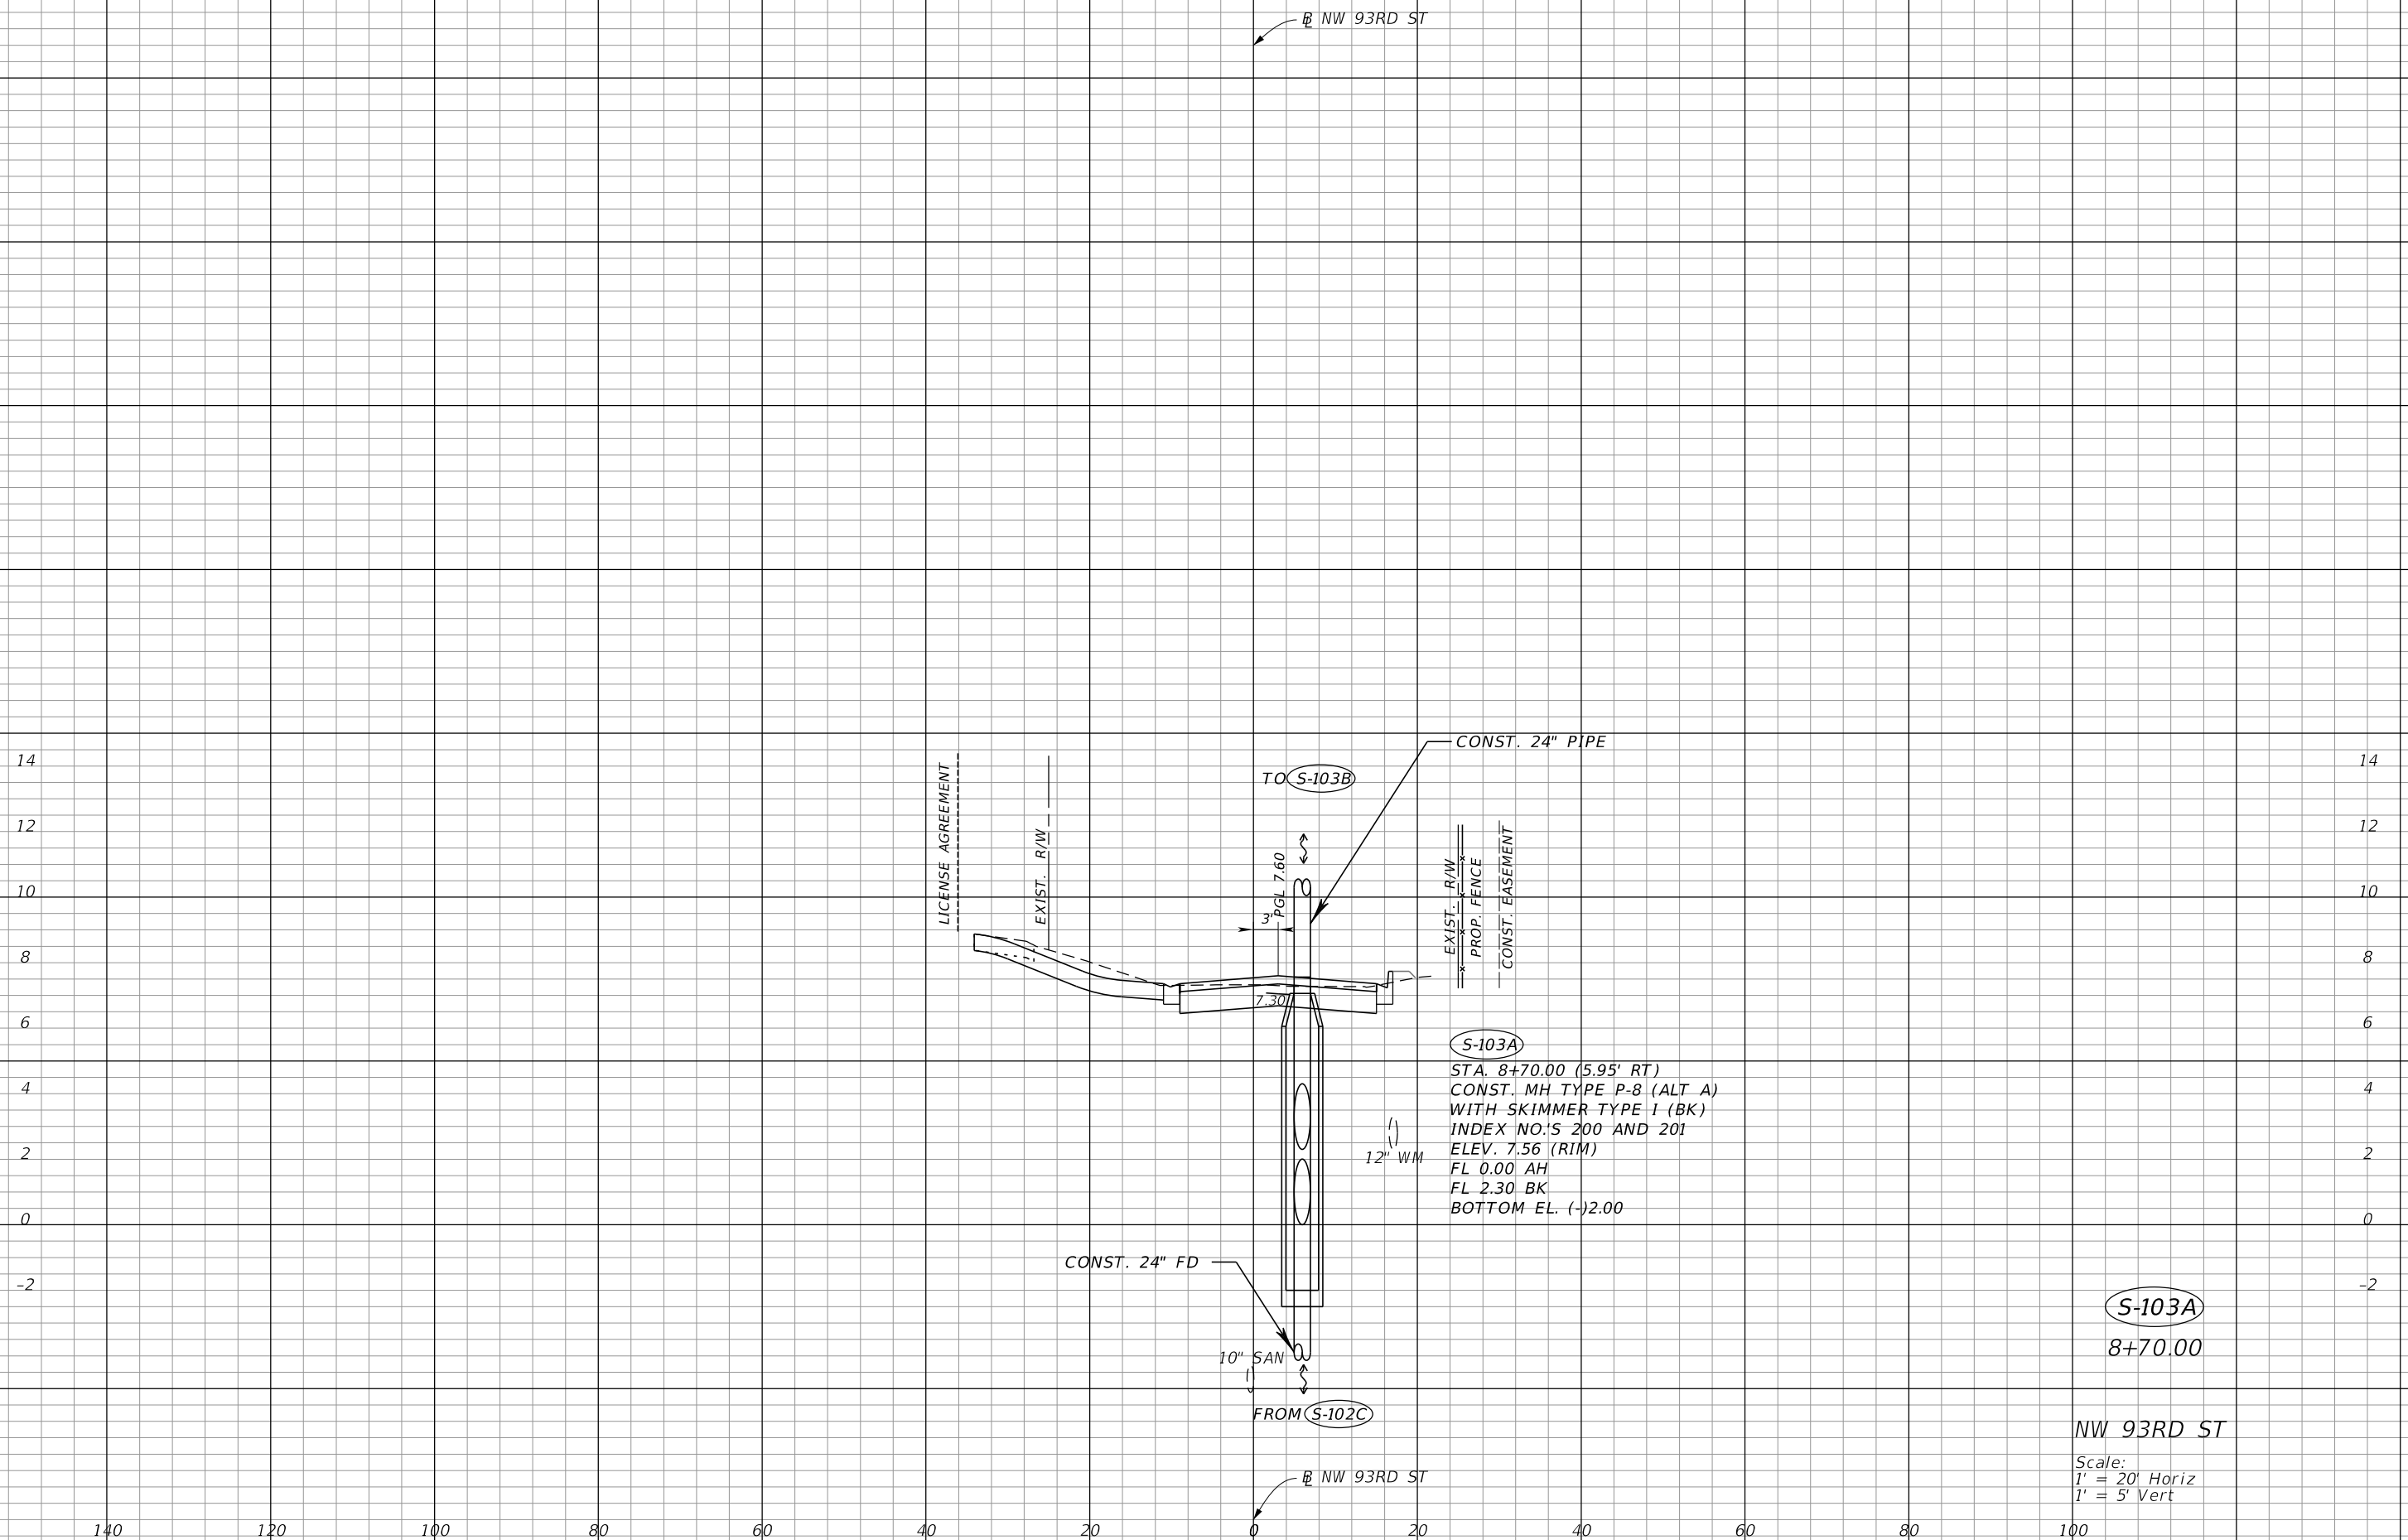 BL NW 93RD ST
CONST. 24" PIPE
TO S-103B
14
14
12
12
10
10
8
8
6
6
4
4
2
2
0
0
-2
-2
LICENSE AGREEMENT
EXIST. R/W
3'
PGL 7.60
7.30
EXIST. R/W
PROP. FENCE
CONST. EASEMENT
S-103A
STA. 8+70.00 (5.95' RT)
CONST. MH TYPE P-8 (ALT A)
WITH SKIMMER TYPE I (BK)
INDEX NO.'S 200 AND 201
ELEV. 7.56 (RIM)
FL 0.00 AH
FL 2.30 BK
BOTTOM EL. (-)2.00
12" WM
CONST. 24" FD
10" SAN
FROM S-102C
S-103A
8+70.00
NW 93RD ST
Scale:
1' = 20' Horiz
1' = 5' Vert
BL NW 93RD ST
140 120 100 80 60 40 20 0 20 40 60 80 100